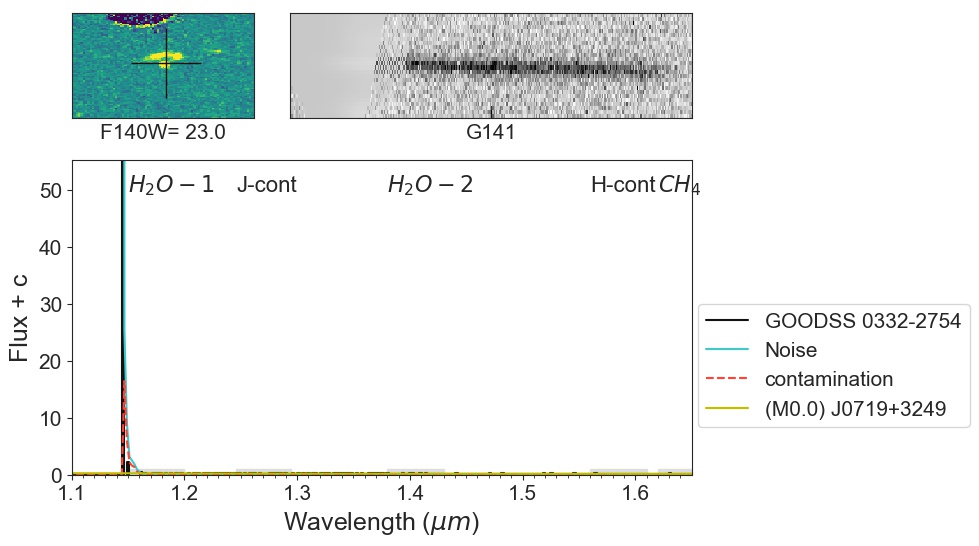 F140W= 23.0
G141
H₂O − 1
J-cont
H₂O − 2
H-cont
CH₄
50
40
30
20
10
0
Flux + c
1.1
1.2
1.3
1.4
1.5
1.6
Wavelength (μm)
GOODSS 0332-2754
Noise
contamination
(M0.0) J0719+3249